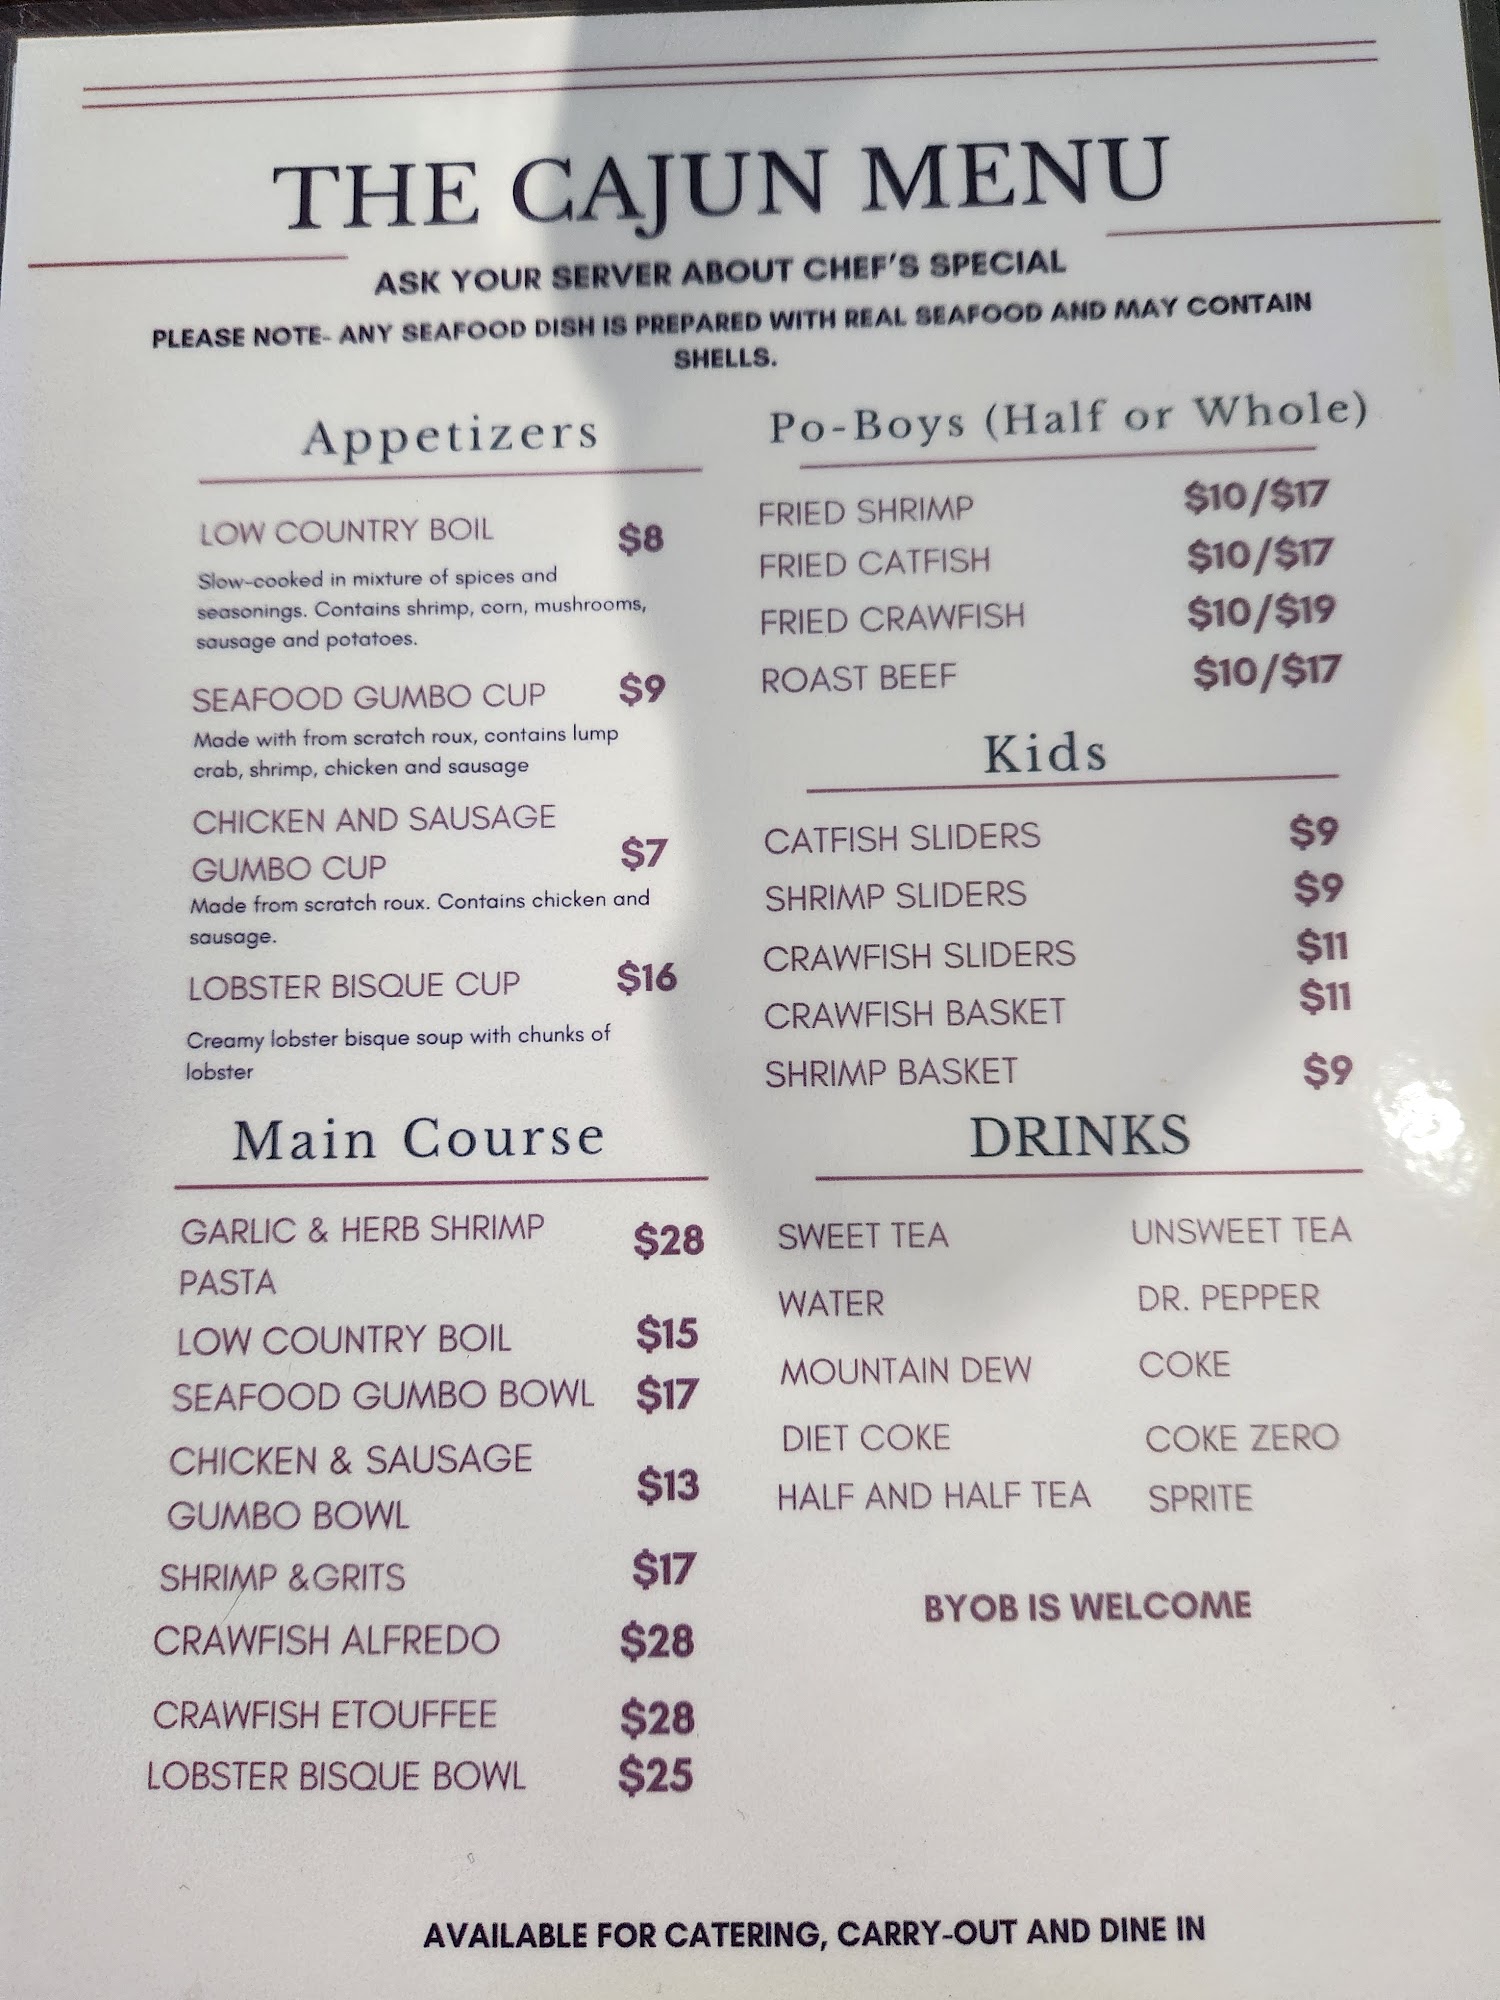 THE CAJUN MENU
ASK YOUR SERVER ABOUT CHEF'S SPECIAL
PLEASE NOTE- ANY SEAFOOD DISH IS PREPARED WITH REAL SEAFOOD AND MAY CONTAIN
SHELLS.
Appetizers
LOW COUNTRY BOIL $8
Slow-cooked in mixture of spices and
seasonings. Contains shrimp, corn, mushrooms,
sausage and potatoes.
SEAFOOD GUMBO CUP $9
Made with from scratch roux, contains lump
crab, shrimp, chicken and sausage
CHICKEN AND SAUSAGE
GUMBO CUP $7
Made from scratch roux. Contains chicken and
sausage.
LOBSTER BISQUE CUP $16
Creamy lobster bisque soup with chunks of
lobster
Main Course
GARLIC & HERB SHRIMP $28
PASTA
LOW COUNTRY BOIL $15
SEAFOOD GUMBO BOWL $17
CHICKEN & SAUSAGE
GUMBO BOWL $13
SHRIMP &GRITS $17
CRAWFISH ALFREDO $28
CRAWFISH ETOUFFEE $28
LOBSTER BISQUE BOWL $25
Po-Boys (Half or Whole)
FRIED SHRIMP $10/$17
FRIED CATFISH $10/$17
FRIED CRAWFISH $10/$19
ROAST BEEF $10/$17
Kids
CATFISH SLIDERS $9
SHRIMP SLIDERS $9
CRAWFISH SLIDERS $11
CRAWFISH BASKET $11
SHRIMP BASKET $9
DRINKS
SWEET TEA UNSWEET TEA
WATER DR. PEPPER
MOUNTAIN DEW COKE
DIET COKE COKE ZERO
HALF AND HALF TEA SPRITE
BYOB IS WELCOME
AVAILABLE FOR CATERING, CARRY-OUT AND DINE IN